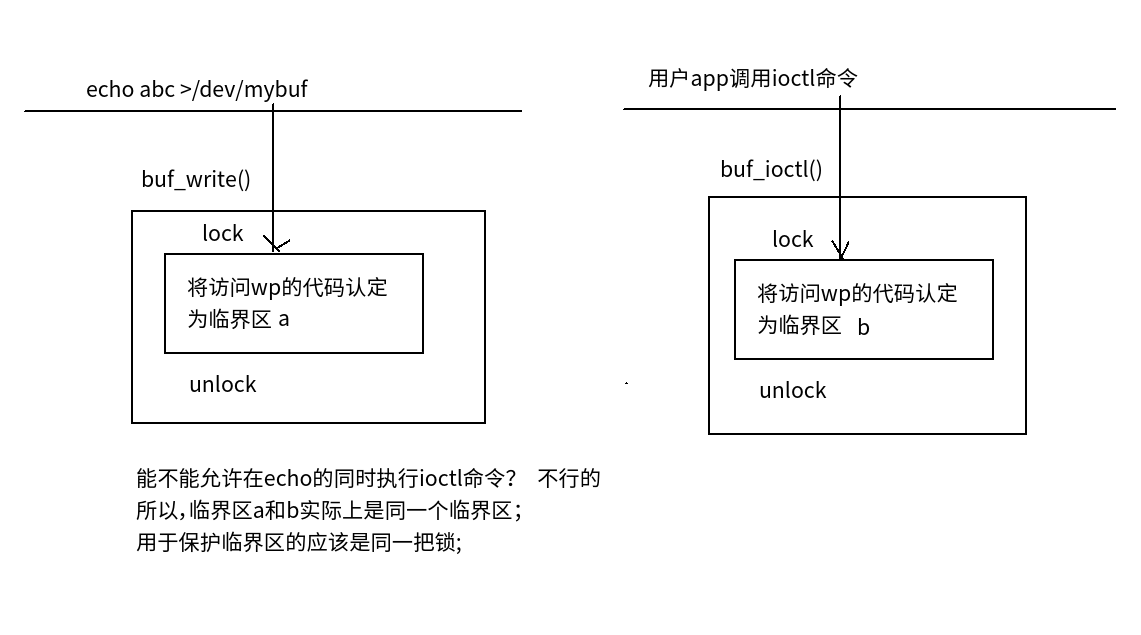 echo abc >/dev/mybuf
buf_write()
lock
将访问wp的代码认定
为临界区 a
unlock
用户app调用ioctl命令
buf_ioctl()
lock
将访问wp的代码认定
为临界区 b
unlock
能不能允许在echo的同时执行ioctl命令？ 不行的
所以，临界区a和b实际上是同一个临界区；
用于保护临界区的应该是同一把锁;